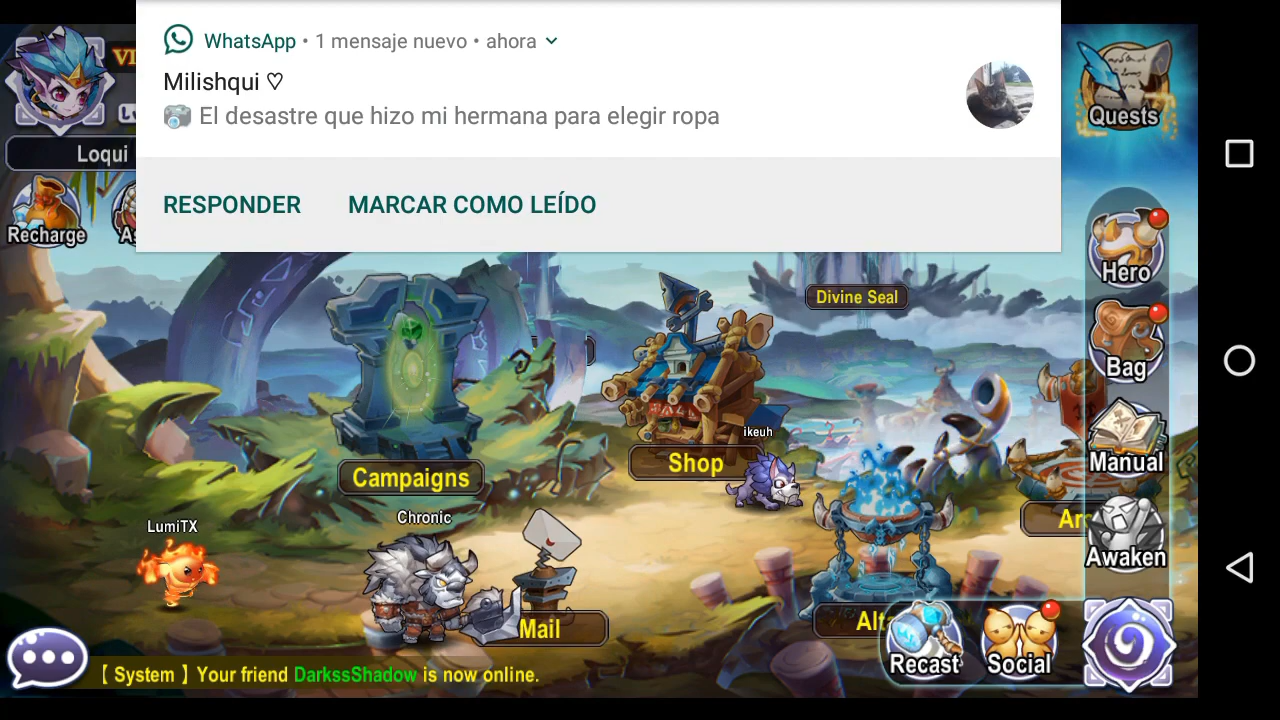 WhatsApp • 1 mensaje nuevo • ahora
Milishqui ♡
📷 El desastre que hizo mi hermana para elegir ropa
RESPONDER MARCAR COMO LEÍDO
VI
Loqui
Recharge
Quests
Hero
Bag
Manual
Awaken
Divine Seal
Campaigns
Shop
ikeuh
LumiTX
Chronic
Mail
Recast
Social
【 System 】 Your friend DarkssShadow is now online.